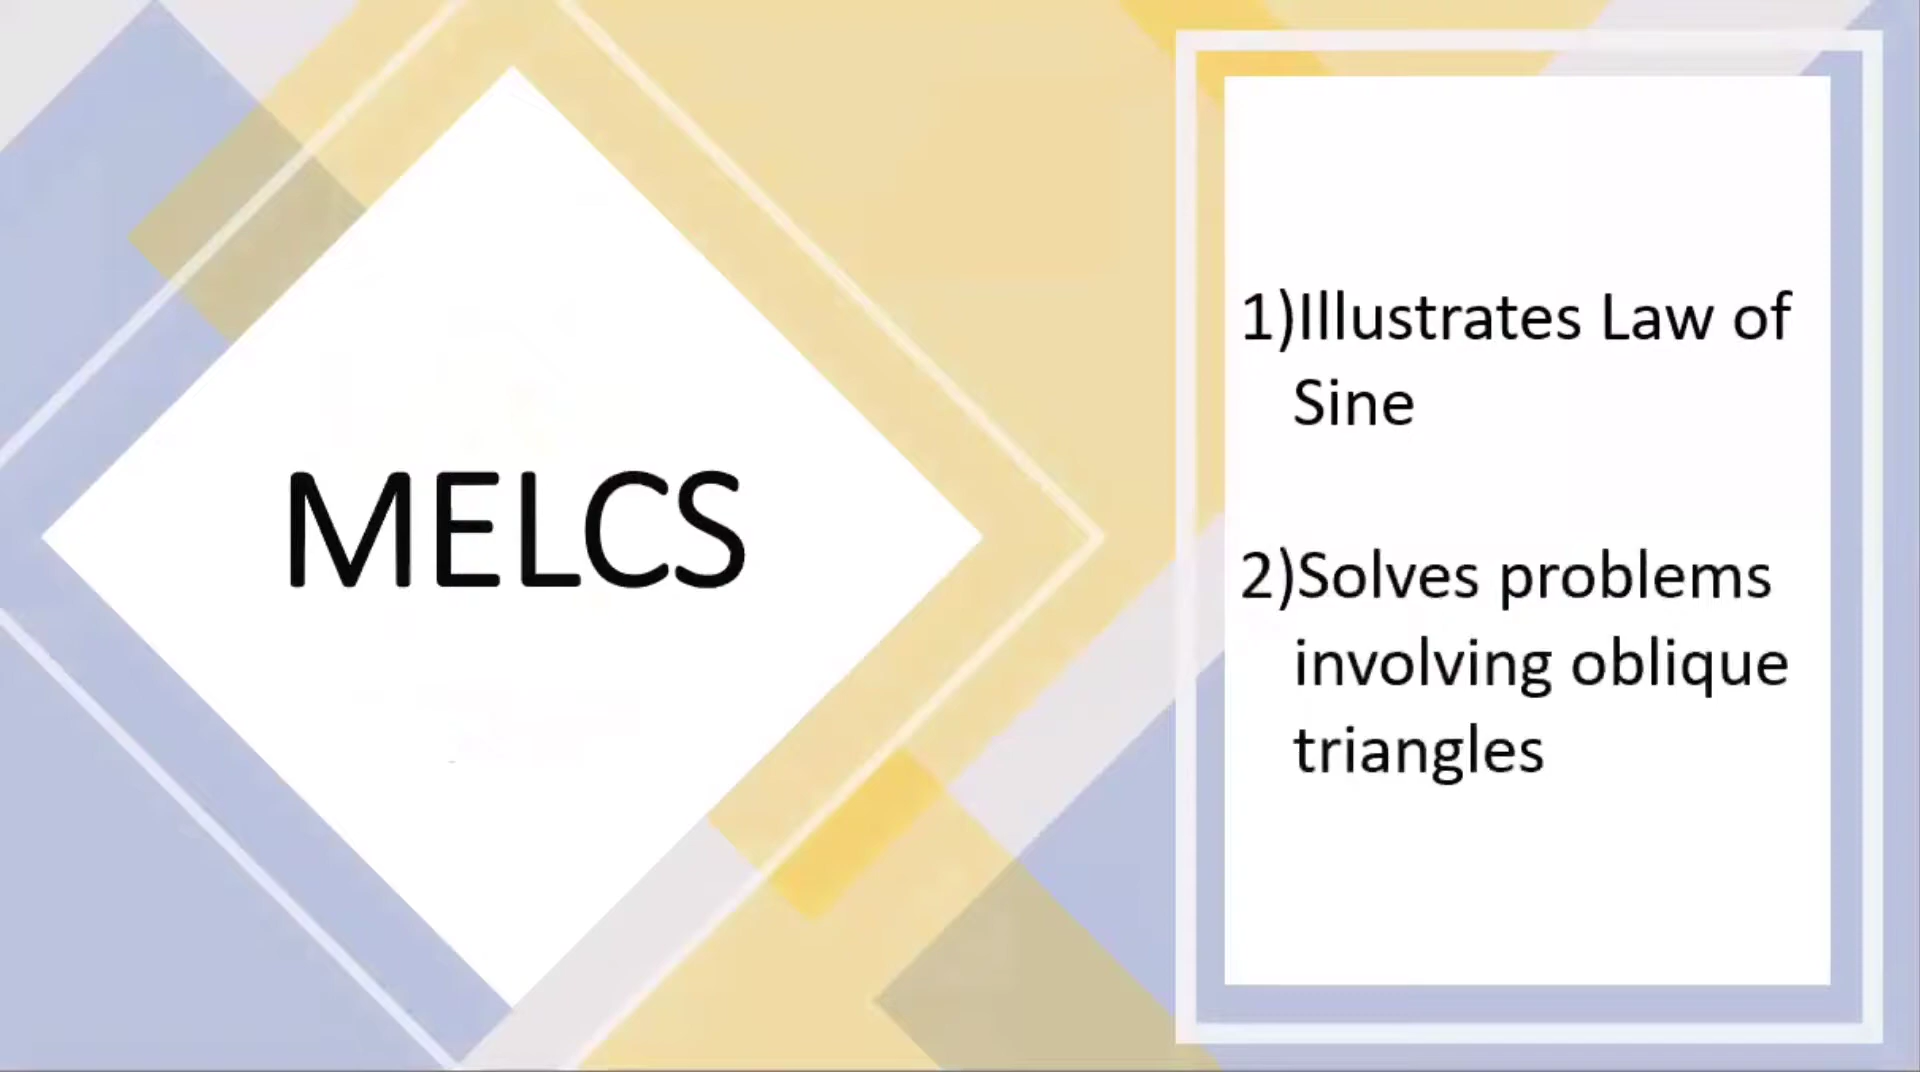 MELCS
1)Illustrates Law of
Sine
2)Solves problems
involving oblique
triangles